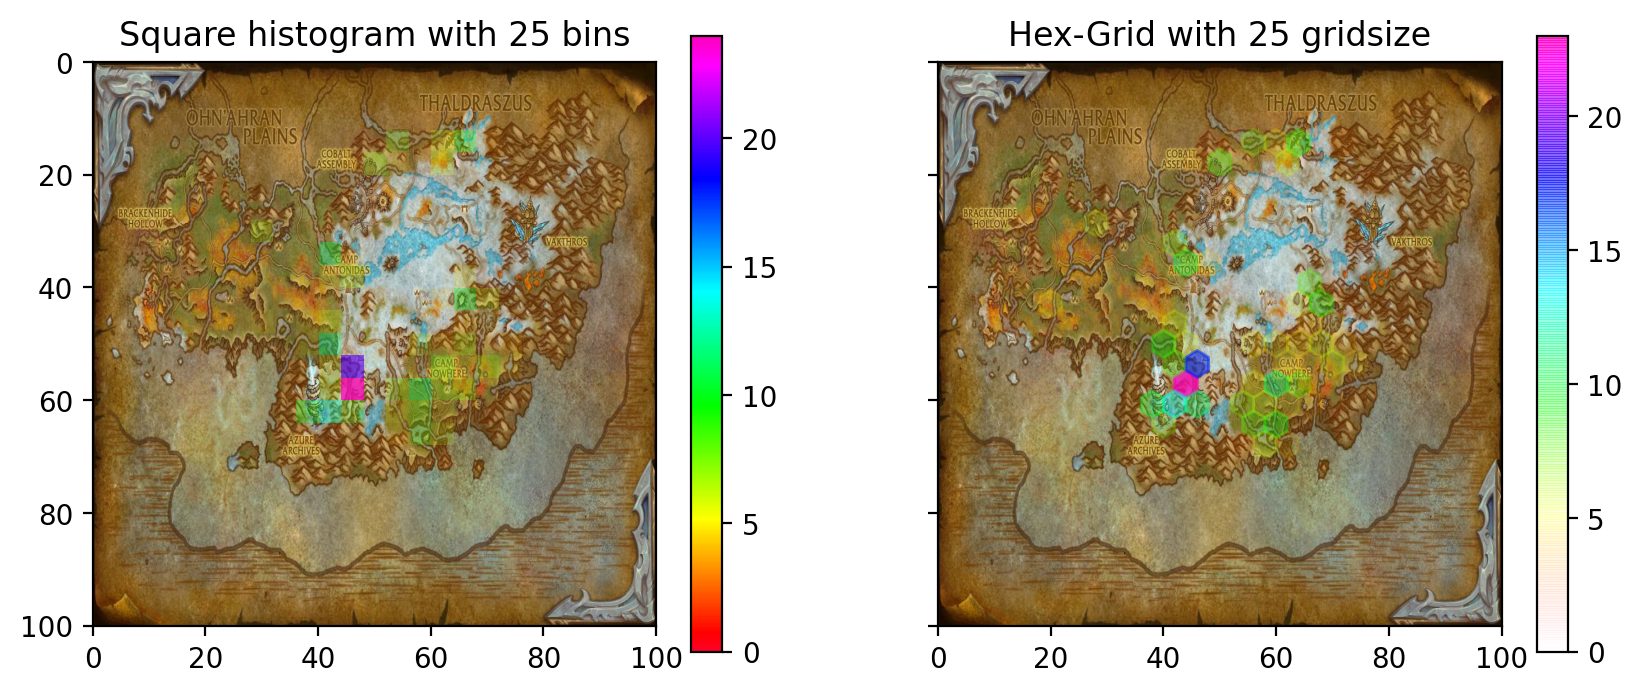 Square histogram with 25 bins
0
20
40
60
80
100
0
20
40
60
80
100
THALDRASZUS
OHN'AHRAN
PLAINS
COBALT
ASSEMBLY
BRACKENHIDE
HOLLOW
VAKTHROS
CAMP
ANTONIDAS
CAMP
NOWHERE
AZURE
ARCHIVES
20
15
10
5
0
Hex-Grid with 25 gridsize
THALDRASZUS
OHN'AHRAN
PLAINS
COBALT
ASSEMBLY
BRACKENHIDE
HOLLOW
VAKTHROS
CAMP
ANTONIDAS
CAMP
NOWHERE
AZURE
ARCHIVES
0
20
40
60
80
100
20
15
10
5
0